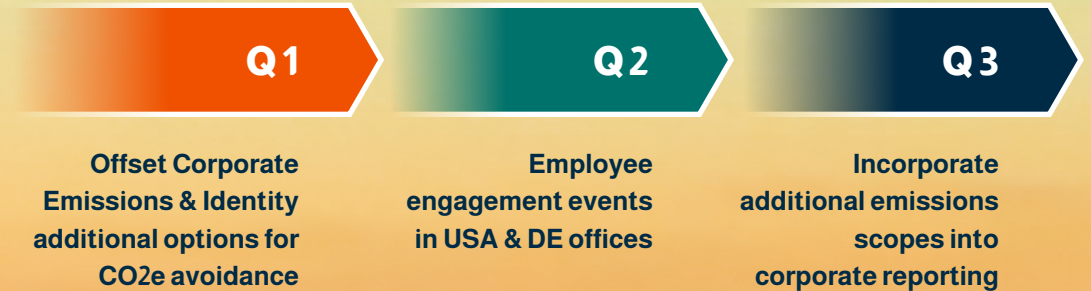 Q1
Offset Corporate
Emissions & Identity
additional options for
CO2e avoidance
Q2
Employee
engagement events
in USA & DE offices
Q3
Incorporate
additional emissions
scopes into
corporate reporting